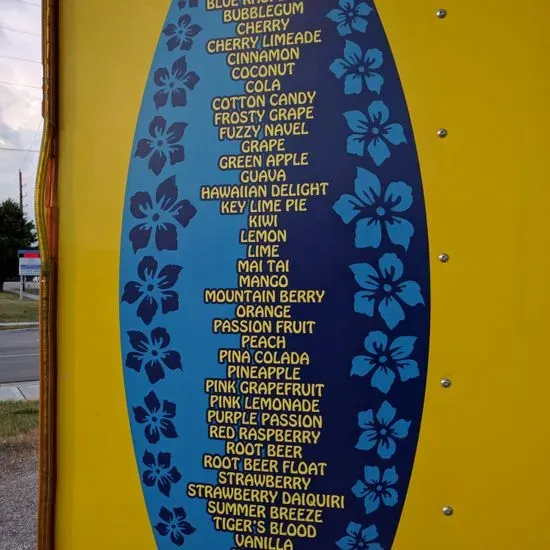 BUBBLEGUM
CHERRY
CHERRY LIMEADE
CINNAMON
COCONUT
COLA
COTTON CANDY
FROSTY GRAPE
FUZZY NAVEL
GRAPE
GREEN APPLE
GUAVA
HAWAIIAN DELIGHT
KEY LIME PIE
KIWI
LEMON
LIME
MAI TAI
MANGO
MOUNTAIN BERRY
ORANGE
PASSION FRUIT
PEACH
PINA COLADA
PINEAPPLE
PINK GRAPEFRUIT
PINK LEMONADE
PURPLE PASSION
RED RASPBERRY
ROOT BEER
ROOT BEER FLOAT
STRAWBERRY
STRAWBERRY DAIQUIRI
SUMMER BREEZE
TIGER'S BLOOD
VANILLA